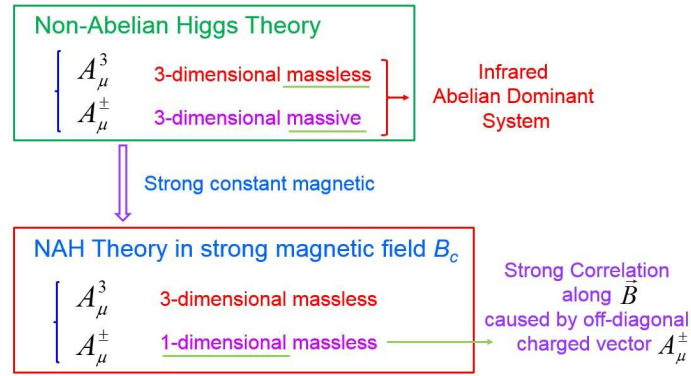 Non-Abelian Higgs Theory
A_μ^3 3-dimensional massless
A_μ^± 3-dimensional massive
Infrared
Abelian Dominant
System
Strong constant magnetic
NAH Theory in strong magnetic field B_c
A_μ^3 3-dimensional massless
A_μ^± 1-dimensional massless
Strong Correlation
along B⃗
caused by off-diagonal
charged vector A_μ^±